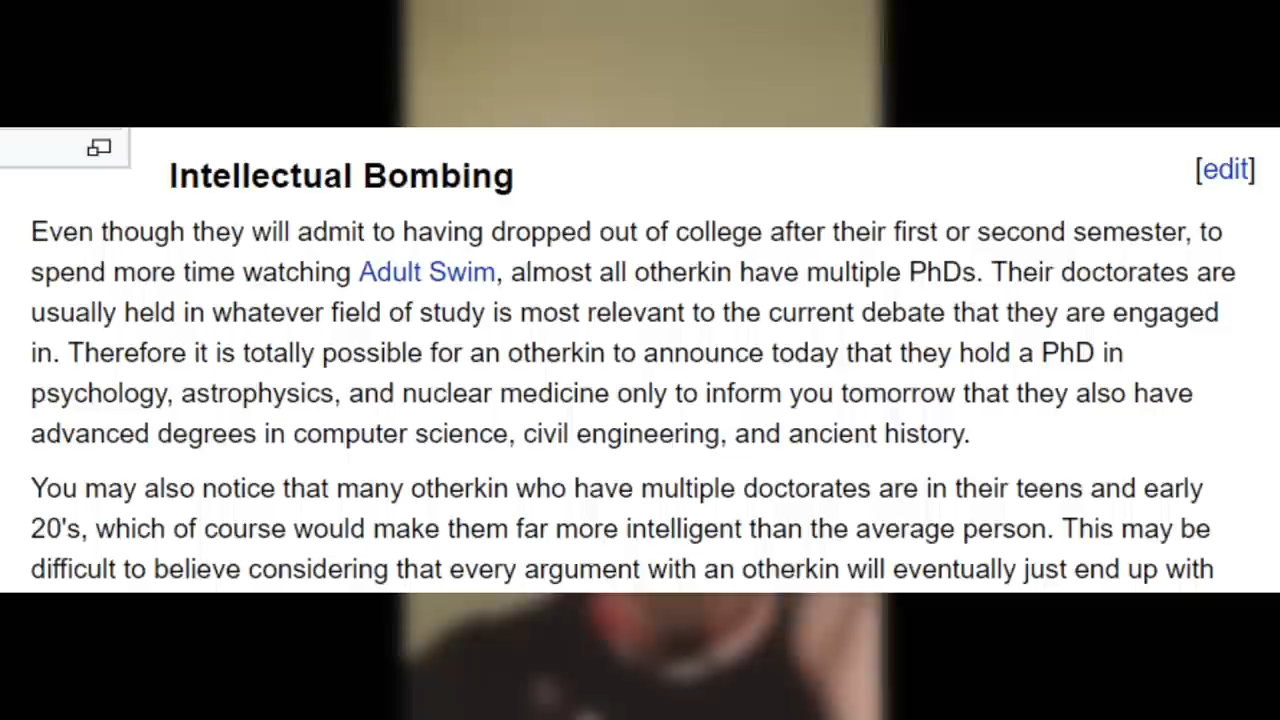 Intellectual Bombing
[edit]
Even though they will admit to having dropped out of college after their first or second semester, to
spend more time watching Adult Swim, almost all otherkin have multiple PhDs. Their doctorates are
usually held in whatever field of study is most relevant to the current debate that they are engaged
in. Therefore it is totally possible for an otherkin to announce today that they hold a PhD in
psychology, astrophysics, and nuclear medicine only to inform you tomorrow that they also have
advanced degrees in computer science, civil engineering, and ancient history.
You may also notice that many otherkin who have multiple doctorates are in their teens and early
20's, which of course would make them far more intelligent than the average person. This may be
difficult to believe considering that every argument with an otherkin will eventually just end up with